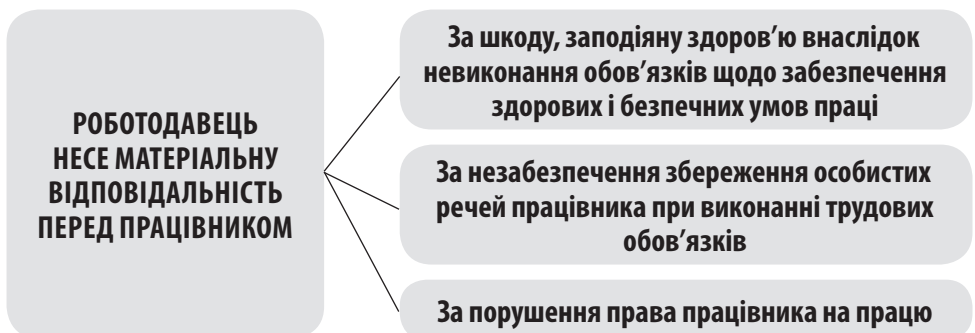 РОБОТОДАВЕЦЬ
НЕСЕ МАТЕРІАЛЬНУ
ВІДПОВІДАЛЬНІСТЬ
ПЕРЕД ПРАЦІВНИКОМ
За шкоду, заподіяну здоров’ю внаслідок
невиконання обов’язків щодо забезпечення
здорових і безпечних умов праці
За незабезпечення збереження особистих
речей працівника при виконанні трудових
обов’язків
За порушення права працівника на працю